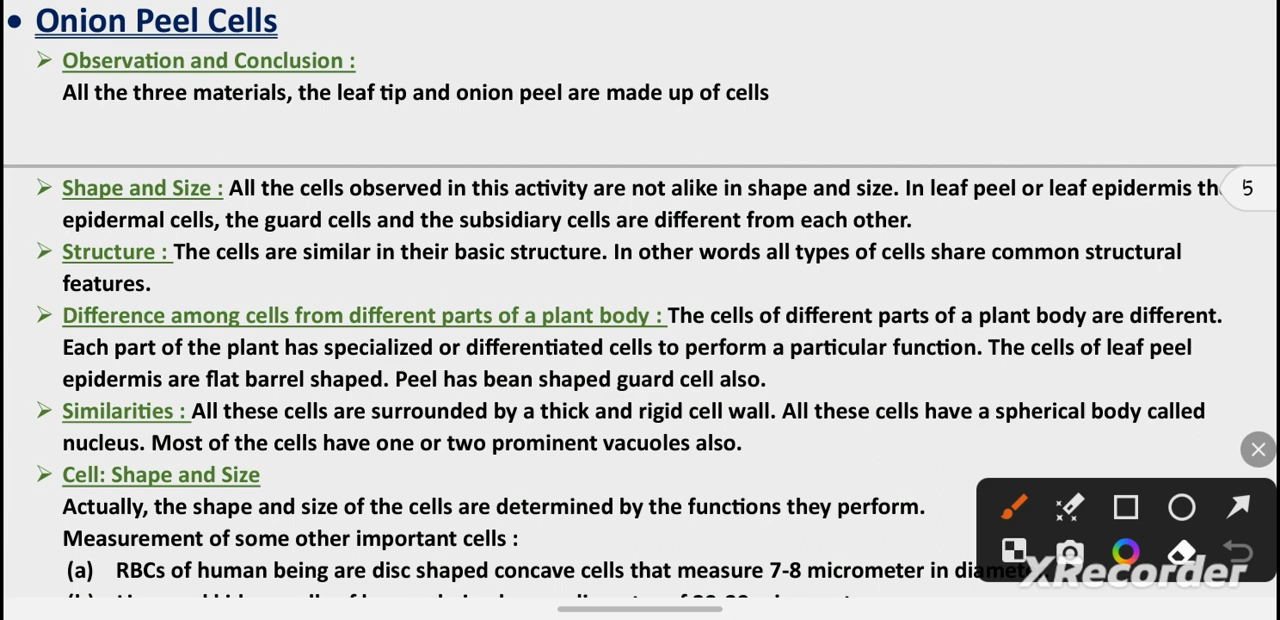 • Onion Peel Cells
➢ Observation and Conclusion :
All the three materials, the leaf tip and onion peel are made up of cells
➢ Shape and Size : All the cells observed in this activity are not alike in shape and size. In leaf peel or leaf epidermis th
5
epidermal cells, the guard cells and the subsidiary cells are different from each other.
➢ Structure : The cells are similar in their basic structure. In other words all types of cells share common structural
features.
➢ Difference among cells from different parts of a plant body : The cells of different parts of a plant body are different.
Each part of the plant has specialized or differentiated cells to perform a particular function. The cells of leaf peel
epidermis are flat barrel shaped. Peel has bean shaped guard cell also.
➢ Similarities : All these cells are surrounded by a thick and rigid cell wall. All these cells have a spherical body called
nucleus. Most of the cells have one or two prominent vacuoles also.
➢ Cell: Shape and Size
Actually, the shape and size of the cells are determined by the functions they perform.
Measurement of some other important cells :
(a) RBCs of human being are disc shaped concave cells that measure 7-8 micrometer in diamet
XRecorder